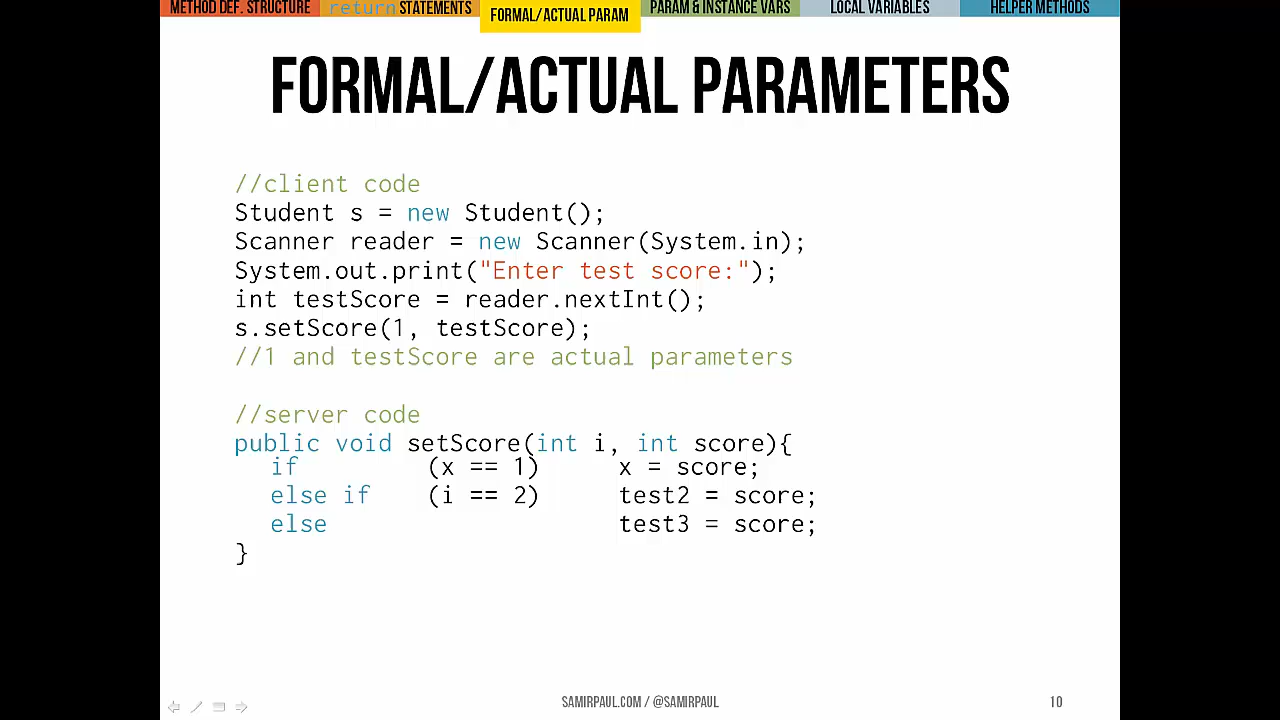 METHOD DEF. STRUCTURE return STATEMENTS FORMAL/ACTUAL PARAM PARAM & INSTANCE VARS LOCAL VARIABLES HELPER METHODS
FORMAL/ACTUAL PARAMETERS
//client code
Student s = new Student();
Scanner reader = new Scanner(System.in);
System.out.print("Enter test score:");
int testScore = reader.nextInt();
s.setScore(1, testScore);
//1 and testScore are actual parameters
//server code
public void setScore(int i, int score){
if (x == 1) x = score;
else if (i == 2) test2 = score;
else test3 = score;
}
SAMIRPAUL.COM / @SAMIRPAUL 10